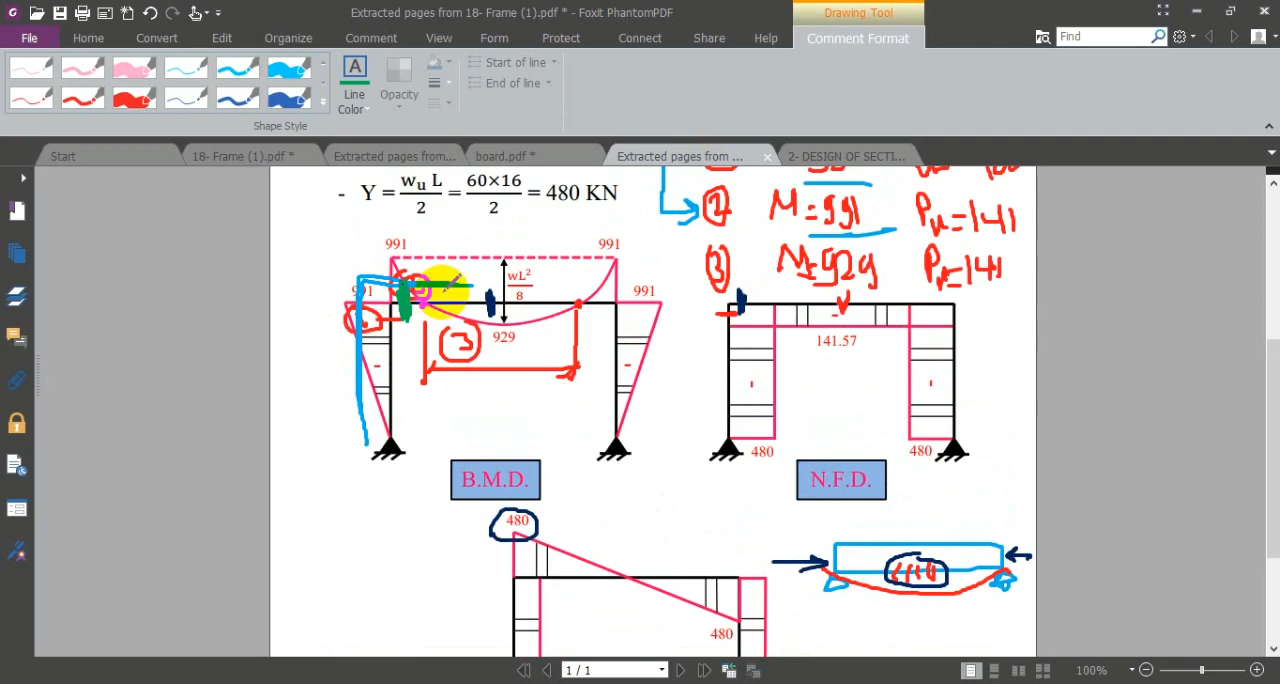 Extracted pages from 18- Frame (1).pdf * - Foxit PhantomPDF
Drawing Tool
File Home Convert Edit Organize Comment View Form Protect Connect Share Help Comment Format
Find
Start of line
End of line
Line Color
Opacity
Shape Style
Start
18- Frame (1).pdf *
Extracted pages from...
board.pdf *
Extracted pages from ...
2- DESIGN OF SECTI...
- Y = wu L / 2 = 60×16 / 2 = 480 KN
② M = 991 Pu = 141
③ M = 929 Pu = 141
991 991
wL²
8
991
929
③
141.57
480 480
B.M.D.
N.F.D.
480
480
1 / 1
100%